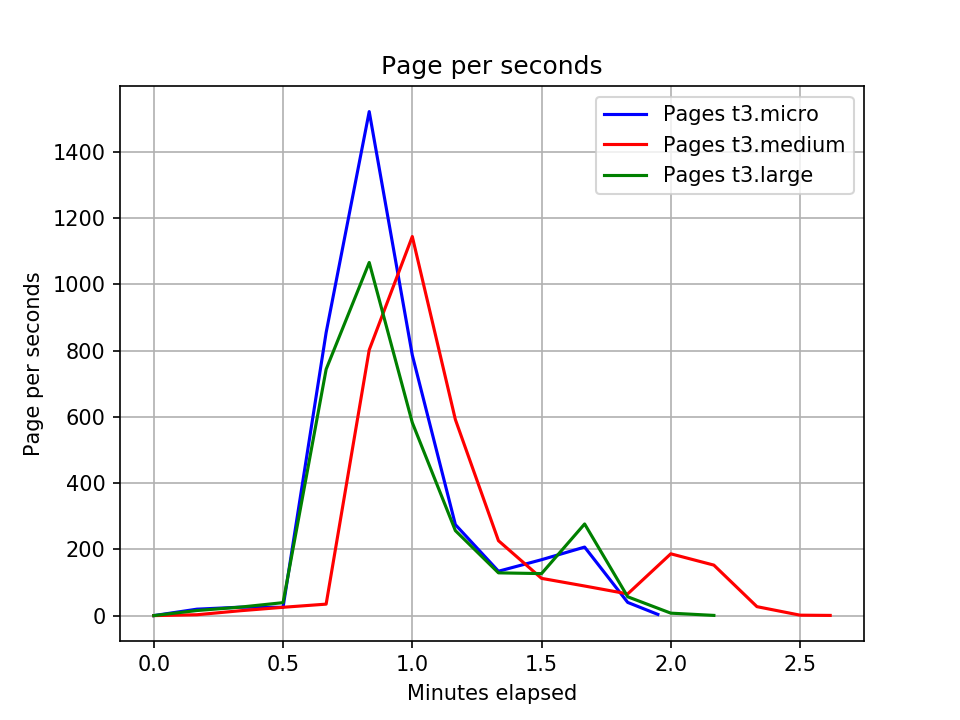 Page per seconds
Pages t3.micro
Pages t3.medium
Pages t3.large
Page per seconds
1400
1200
1000
800
600
400
200
0
0.0 0.5 1.0 1.5 2.0 2.5
Minutes elapsed